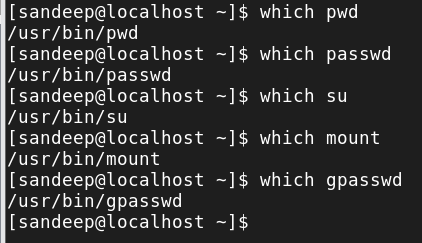 [sandeep@localhost ~]$ which pwd
/usr/bin/pwd
[sandeep@localhost ~]$ which passwd
/usr/bin/passwd
[sandeep@localhost ~]$ which su
/usr/bin/su
[sandeep@localhost ~]$ which mount
/usr/bin/mount
[sandeep@localhost ~]$ which gpasswd
/usr/bin/gpasswd
[sandeep@localhost ~]$